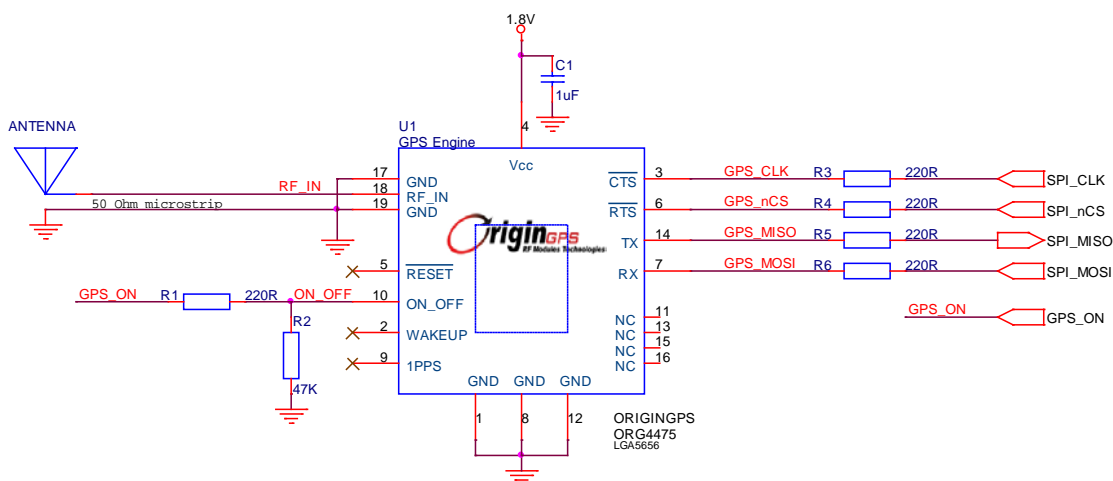 1.8V
C1
1uF
ANTENNA
U1
GPS Engine
4
Vcc
17
GND
RF_IN
18
RF_IN
19
GND
50 Ohm microstrip
CTS
3
GPS_CLK
R3
220R
SPI_CLK
RTS
6
GPS_nCS
R4
220R
SPI_nCS
TX
14
GPS_MISO
R5
220R
SPI_MISO
RX
7
GPS_MOSI
R6
220R
SPI_MOSI
OriginGPS
RF Modules Technologies
5
RESET
GPS_ON
R1
220R
ON_OFF
10
ON_OFF
R2
47K
2
WAKEUP
9
1PPS
NC
11
NC
13
NC
15
NC
16
GPS_ON
GPS_ON
GND
GND
GND
1
8
12
ORIGINGPS
ORG4475
LGA5656